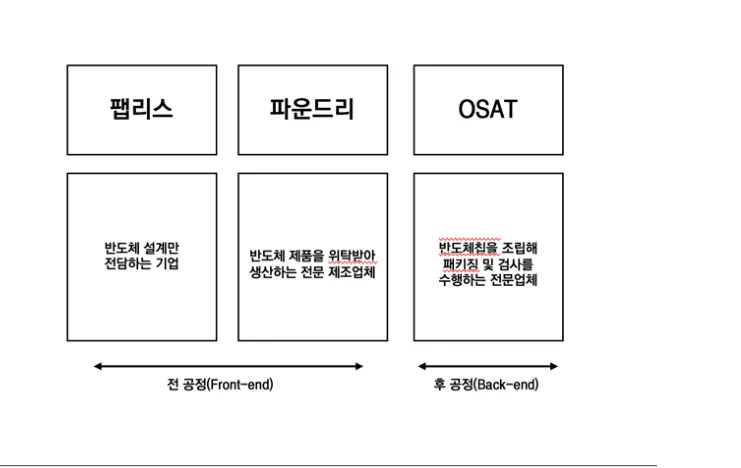 팹리스
파운드리
OSAT
반도체 설계만
전담하는 기업
반도체 제품을 위탁받아
생산하는 전문 제조업체
반도체칩을 조립해
패키징 및 검사를
수행하는 전문업체
전 공정(Front-end)
후 공정(Back-end)